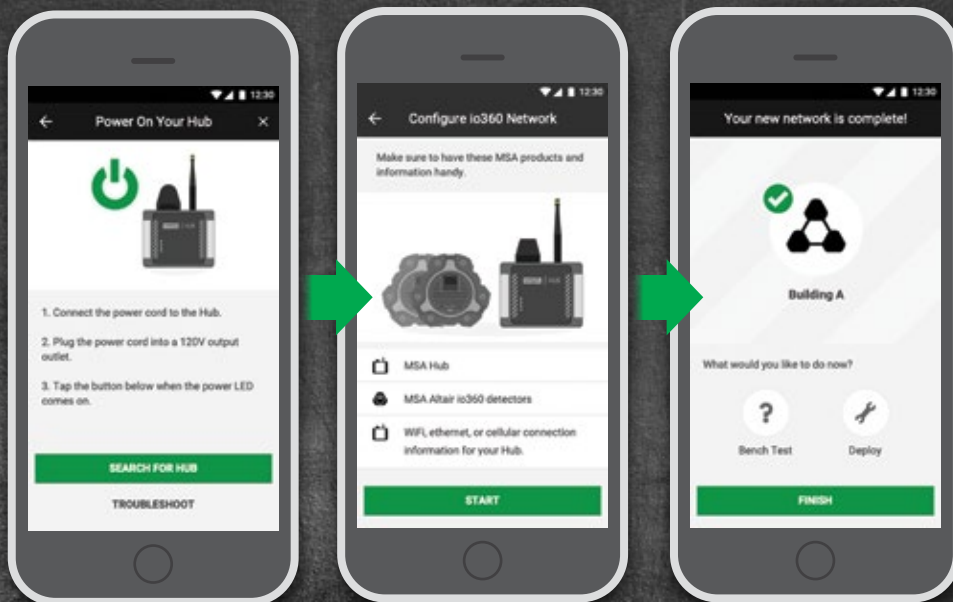 12:30
Power On Your Hub
1. Connect the power cord to the Hub.
2. Plug the power cord into a 120V output
outlet.
3. Tap the button below when the power LED
comes on.
SEARCH FOR HUB
TROUBLESHOOT
12:30
Configure io360 Network
Make sure to have these MSA products and
information handy.
MSA Hub
MSA Altair io360 detectors
WiFi, ethernet, or cellular connection
information for your Hub.
START
12:30
Your new network is complete!
Building A
What would you like to do now?
?
Bench Test
Deploy
FINISH